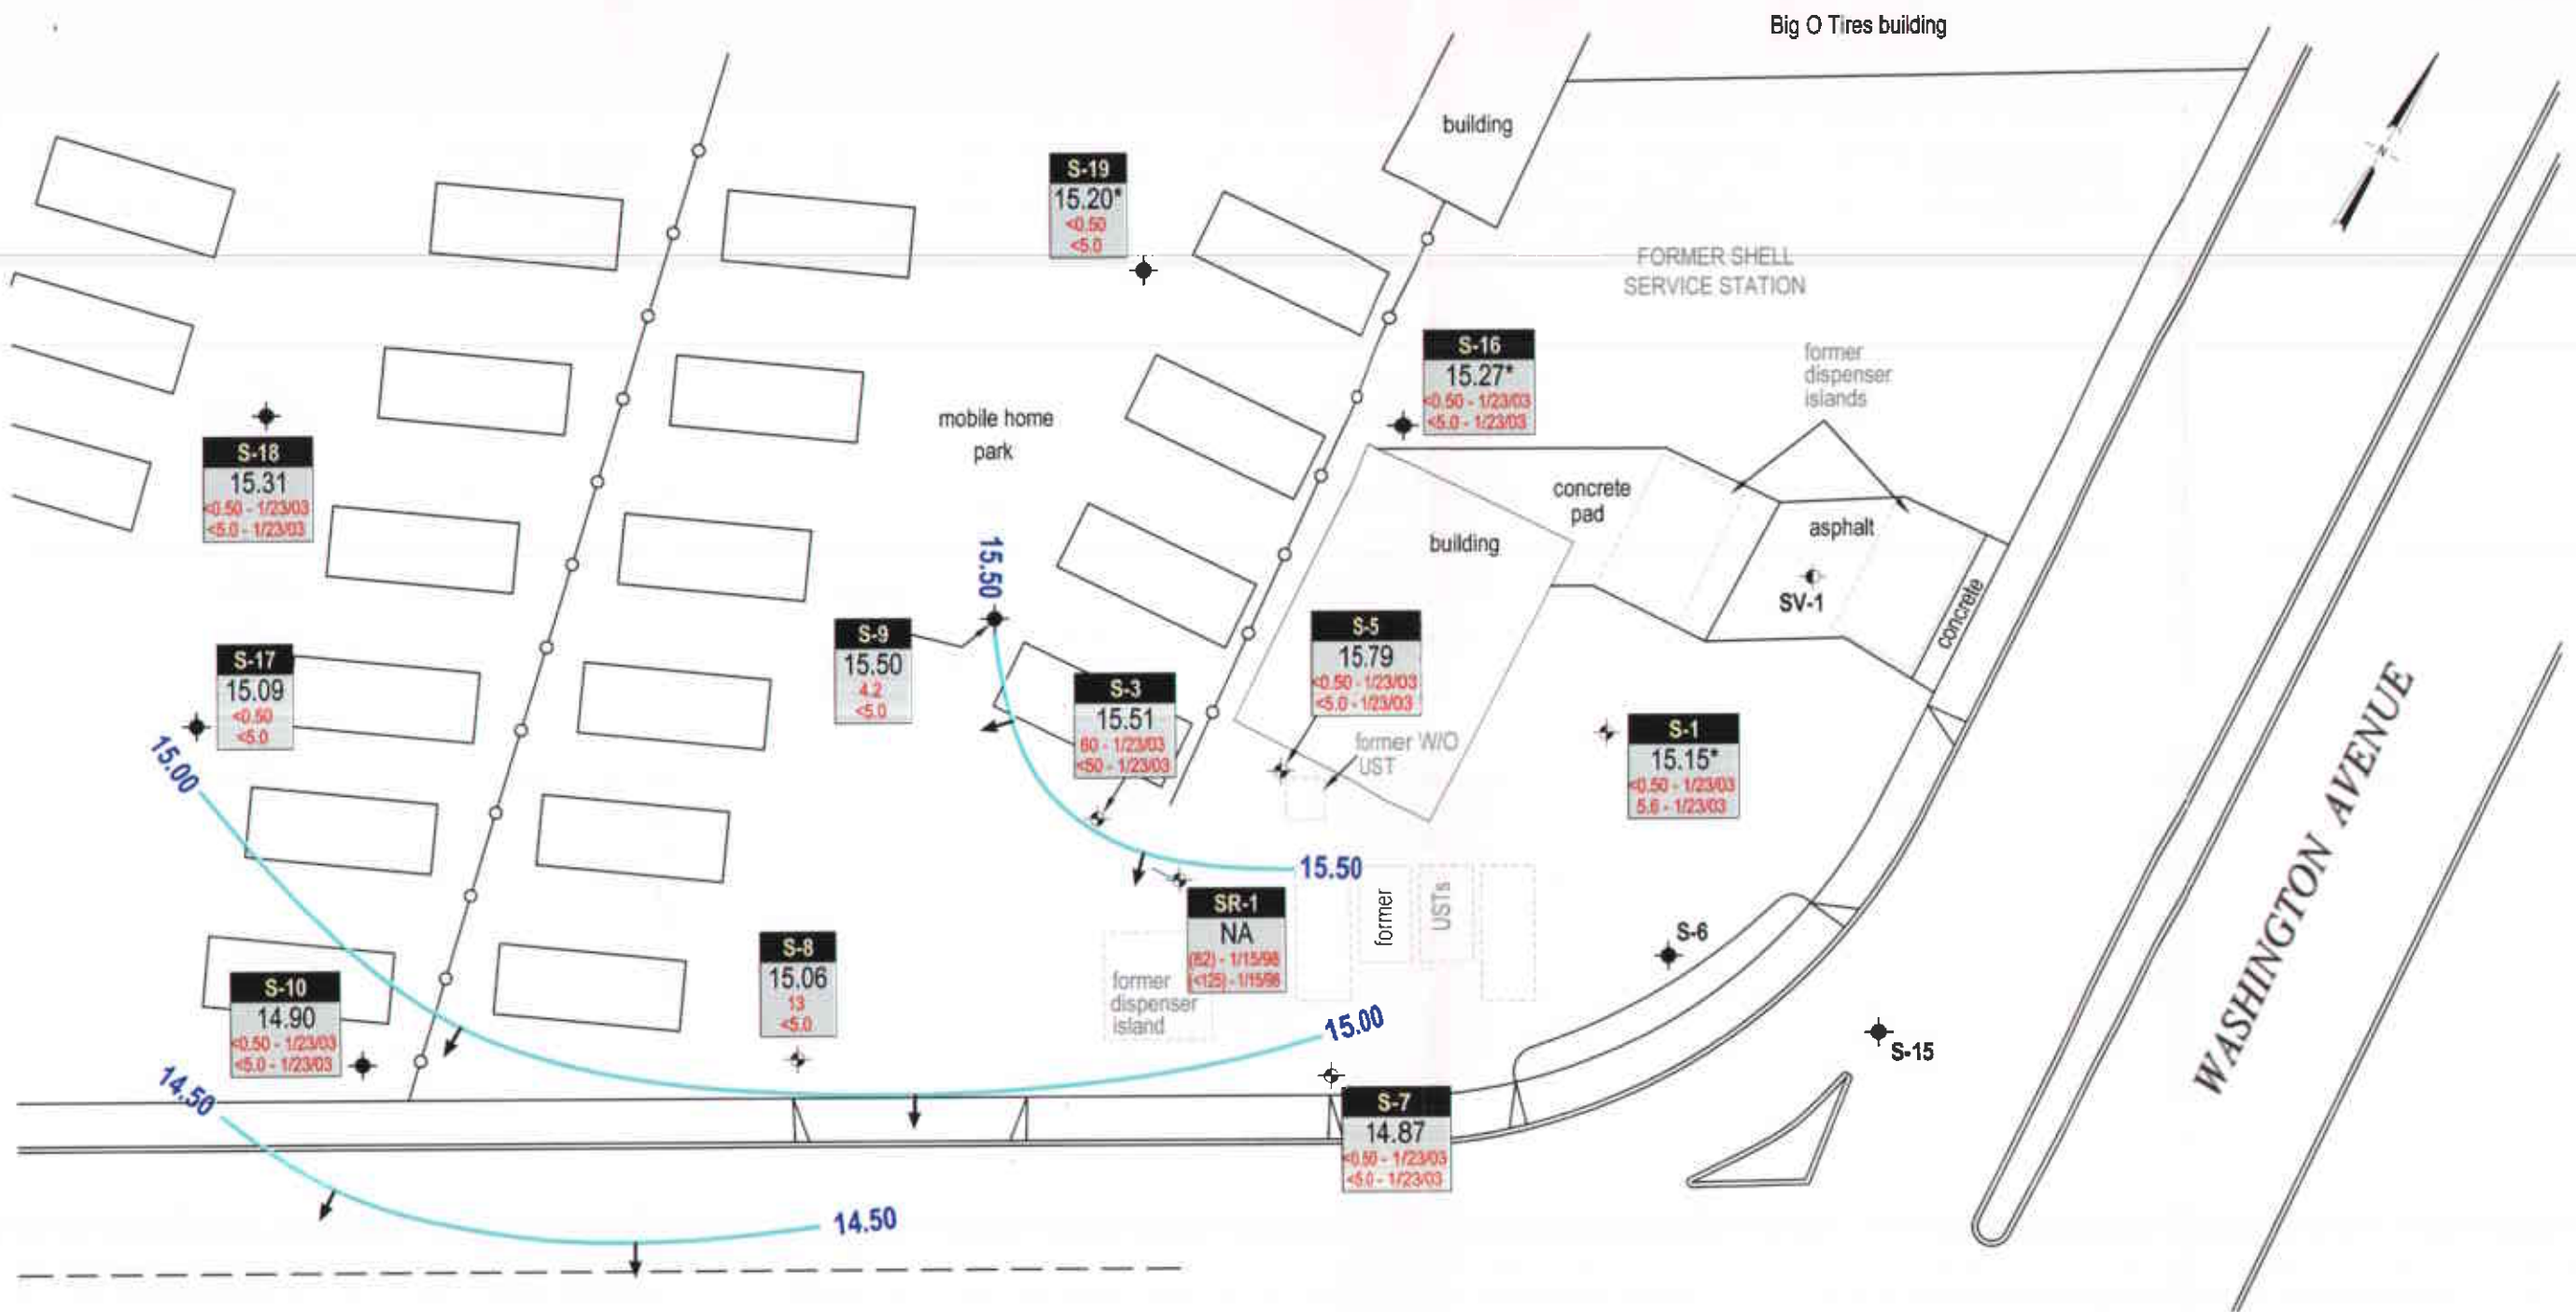 Big O Tires building
building
S-19
15.20*
<0.50
<5.0
N
FORMER SHELL
SERVICE STATION
S-16
15.27*
<0.50 - 1/23/03
<5.0 - 1/23/03
former
dispenser
islands
mobile home
park
S-18
15.31
<0.50 - 1/23/03
<5.0 - 1/23/03
concrete
pad
building
asphalt
SV-1
concrete
15.50
S-9
15.50
4.2
<5.0
S-5
15.79
<0.50 - 1/23/03
<5.0 - 1/23/03
S-17
15.09
<0.50
<5.0
S-3
15.51
60 - 1/23/03
<50 - 1/23/03
former W/O
UST
S-1
15.15*
<0.50 - 1/23/03
5.6 - 1/23/03
WASHINGTON AVENUE
15.00
15.50
SR-1
NA
(82) - 1/15/98
(<125) - 1/15/98
former
USTs
S-6
S-8
15.06
13
<5.0
former
dispenser
island
S-10
14.90
<0.50 - 1/23/03
<5.0 - 1/23/03
15.00
S-15
14.50
S-7
14.87
<0.50 - 1/23/03
<5.0 - 1/23/03
14.50